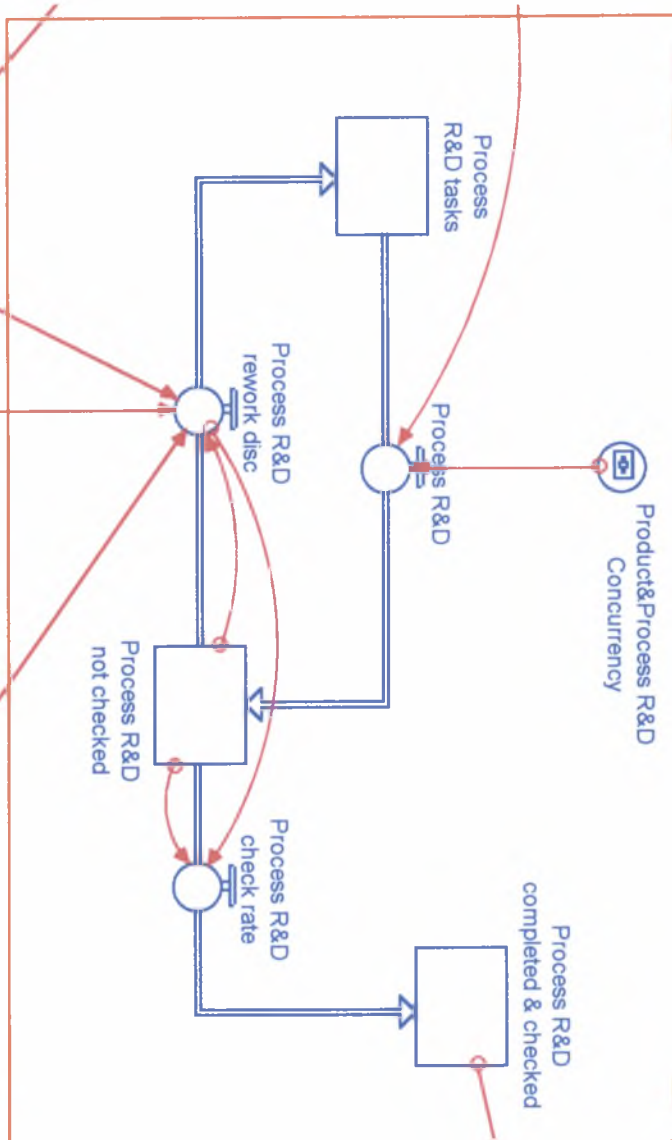 Process
R&D tasks
Process R&D
Product&Process R&D
Concurrency
Process R&D
rework disc
Process R&D
not checked
Process R&D
check rate
Process R&D
completed & checked